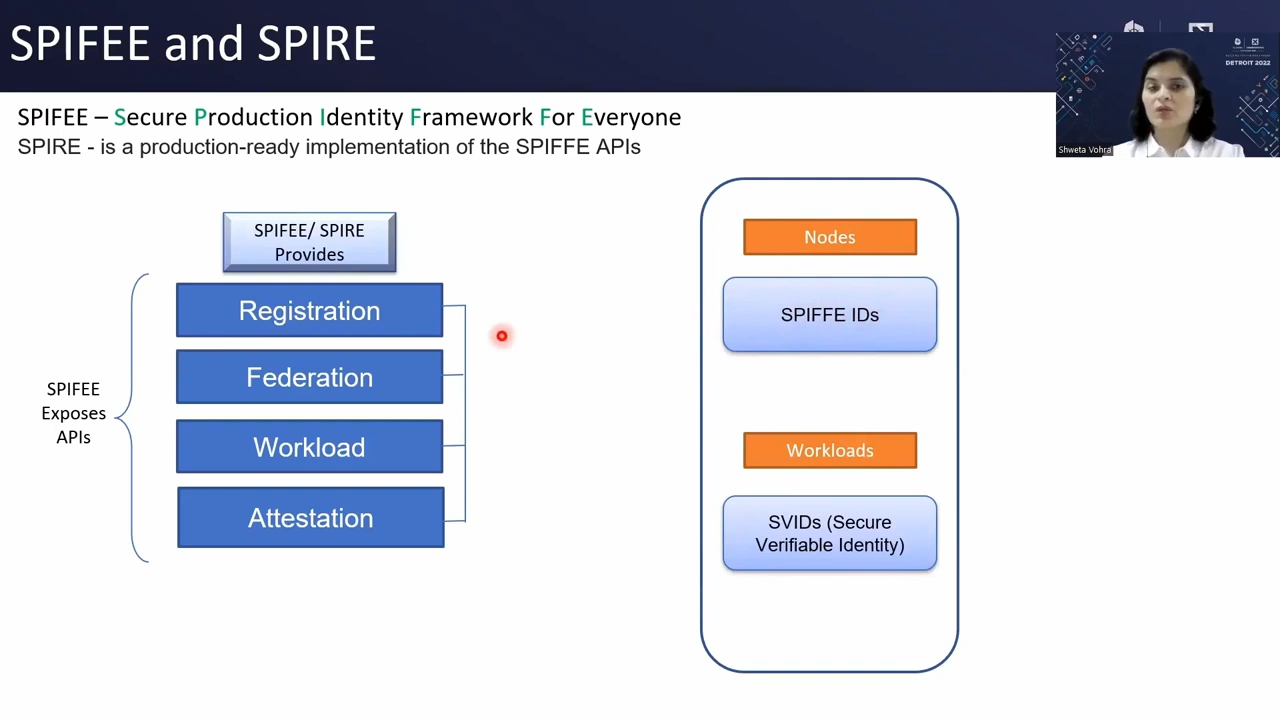 SPIFEE and SPIRE
DETROIT 2022
Shweta Vohra
SPIFEE – Secure Production Identity Framework For Everyone
SPIRE - is a production-ready implementation of the SPIFFE APIs
SPIFEE/ SPIRE
Provides
Registration
Federation
Workload
Attestation
SPIFEE
Exposes
APIs
Nodes
SPIFFE IDs
Workloads
SVIDs (Secure
Verifiable Identity)